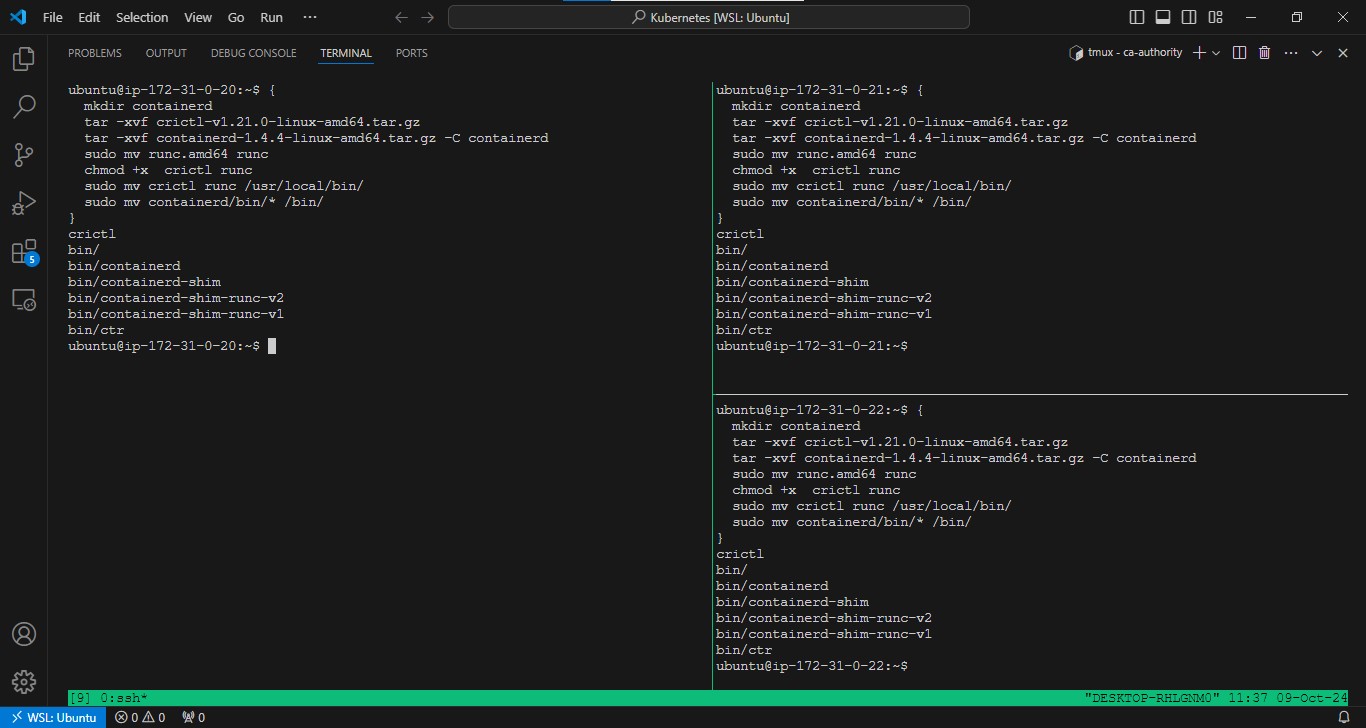 File Edit Selection View Go Run ···
Kubernetes [WSL: Ubuntu]
PROBLEMS OUTPUT DEBUG CONSOLE TERMINAL PORTS
tmux - ca-authority
5
ubuntu@ip-172-31-0-20:~$ {
  mkdir containerd
  tar -xvf crictl-v1.21.0-linux-amd64.tar.gz
  tar -xvf containerd-1.4.4-linux-amd64.tar.gz -C containerd
  sudo mv runc.amd64 runc
  chmod +x  crictl runc
  sudo mv crictl runc /usr/local/bin/
  sudo mv containerd/bin/* /bin/
}
crictl
bin/
bin/containerd
bin/containerd-shim
bin/containerd-shim-runc-v2
bin/containerd-shim-runc-v1
bin/ctr
ubuntu@ip-172-31-0-20:~$
ubuntu@ip-172-31-0-21:~$ {
  mkdir containerd
  tar -xvf crictl-v1.21.0-linux-amd64.tar.gz
  tar -xvf containerd-1.4.4-linux-amd64.tar.gz -C containerd
  sudo mv runc.amd64 runc
  chmod +x  crictl runc
  sudo mv crictl runc /usr/local/bin/
  sudo mv containerd/bin/* /bin/
}
crictl
bin/
bin/containerd
bin/containerd-shim
bin/containerd-shim-runc-v2
bin/containerd-shim-runc-v1
bin/ctr
ubuntu@ip-172-31-0-21:~$
ubuntu@ip-172-31-0-22:~$ {
  mkdir containerd
  tar -xvf crictl-v1.21.0-linux-amd64.tar.gz
  tar -xvf containerd-1.4.4-linux-amd64.tar.gz -C containerd
  sudo mv runc.amd64 runc
  chmod +x  crictl runc
  sudo mv crictl runc /usr/local/bin/
  sudo mv containerd/bin/* /bin/
}
crictl
bin/
bin/containerd
bin/containerd-shim
bin/containerd-shim-runc-v2
bin/containerd-shim-runc-v1
bin/ctr
ubuntu@ip-172-31-0-22:~$
[9] 0:ssh* "DESKTOP-RHLGNM0" 11:37 09-Oct-24
WSL: Ubuntu 0 0 0